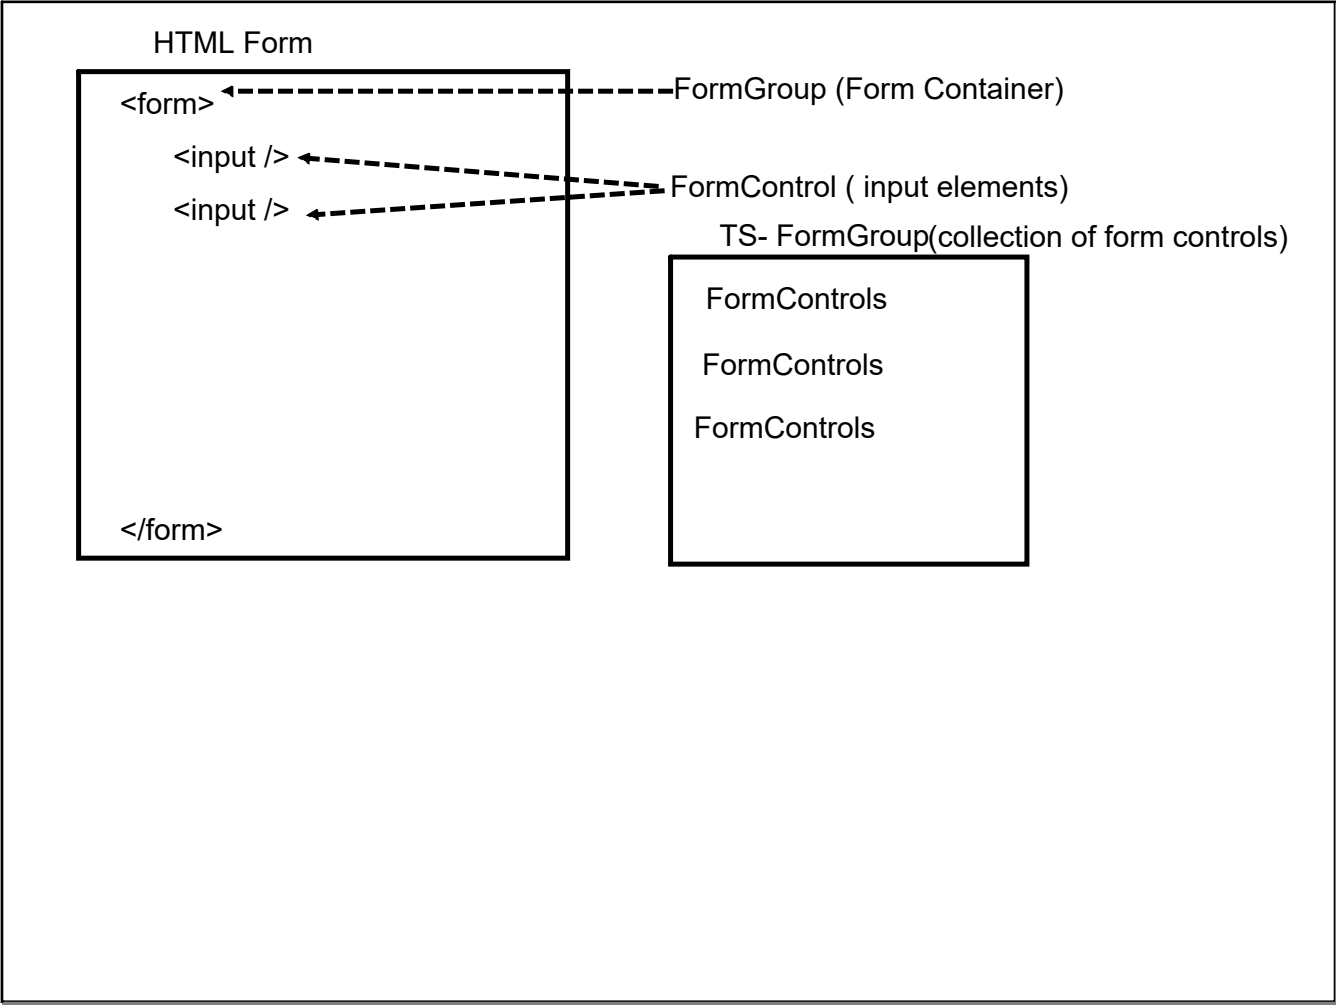 HTML Form
<form>
FormGroup (Form Container)
<input />
FormControl ( input elements)
<input />
TS- FormGroup(collection of form controls)
FormControls
FormControls
FormControls
</form>